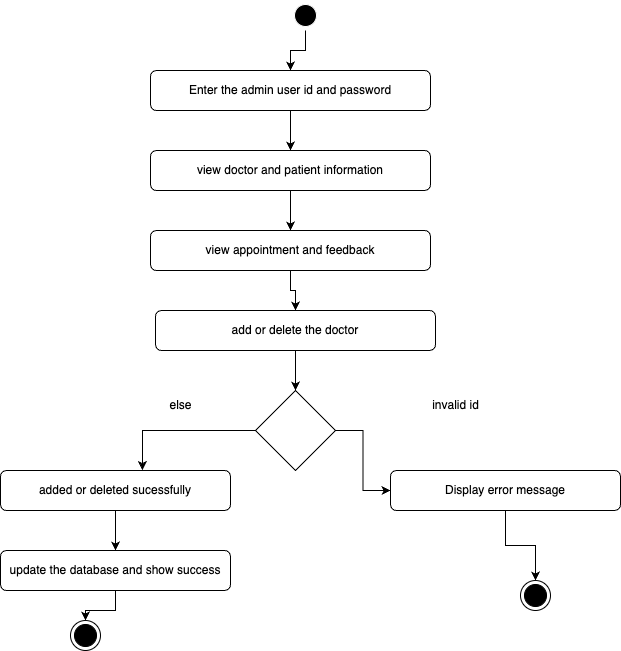 Enter the admin user id and password
view doctor and patient information
view appointment and feedback
add or delete the doctor
else
invalid id
added or deleted sucessfully
Display error message
update the database and show success